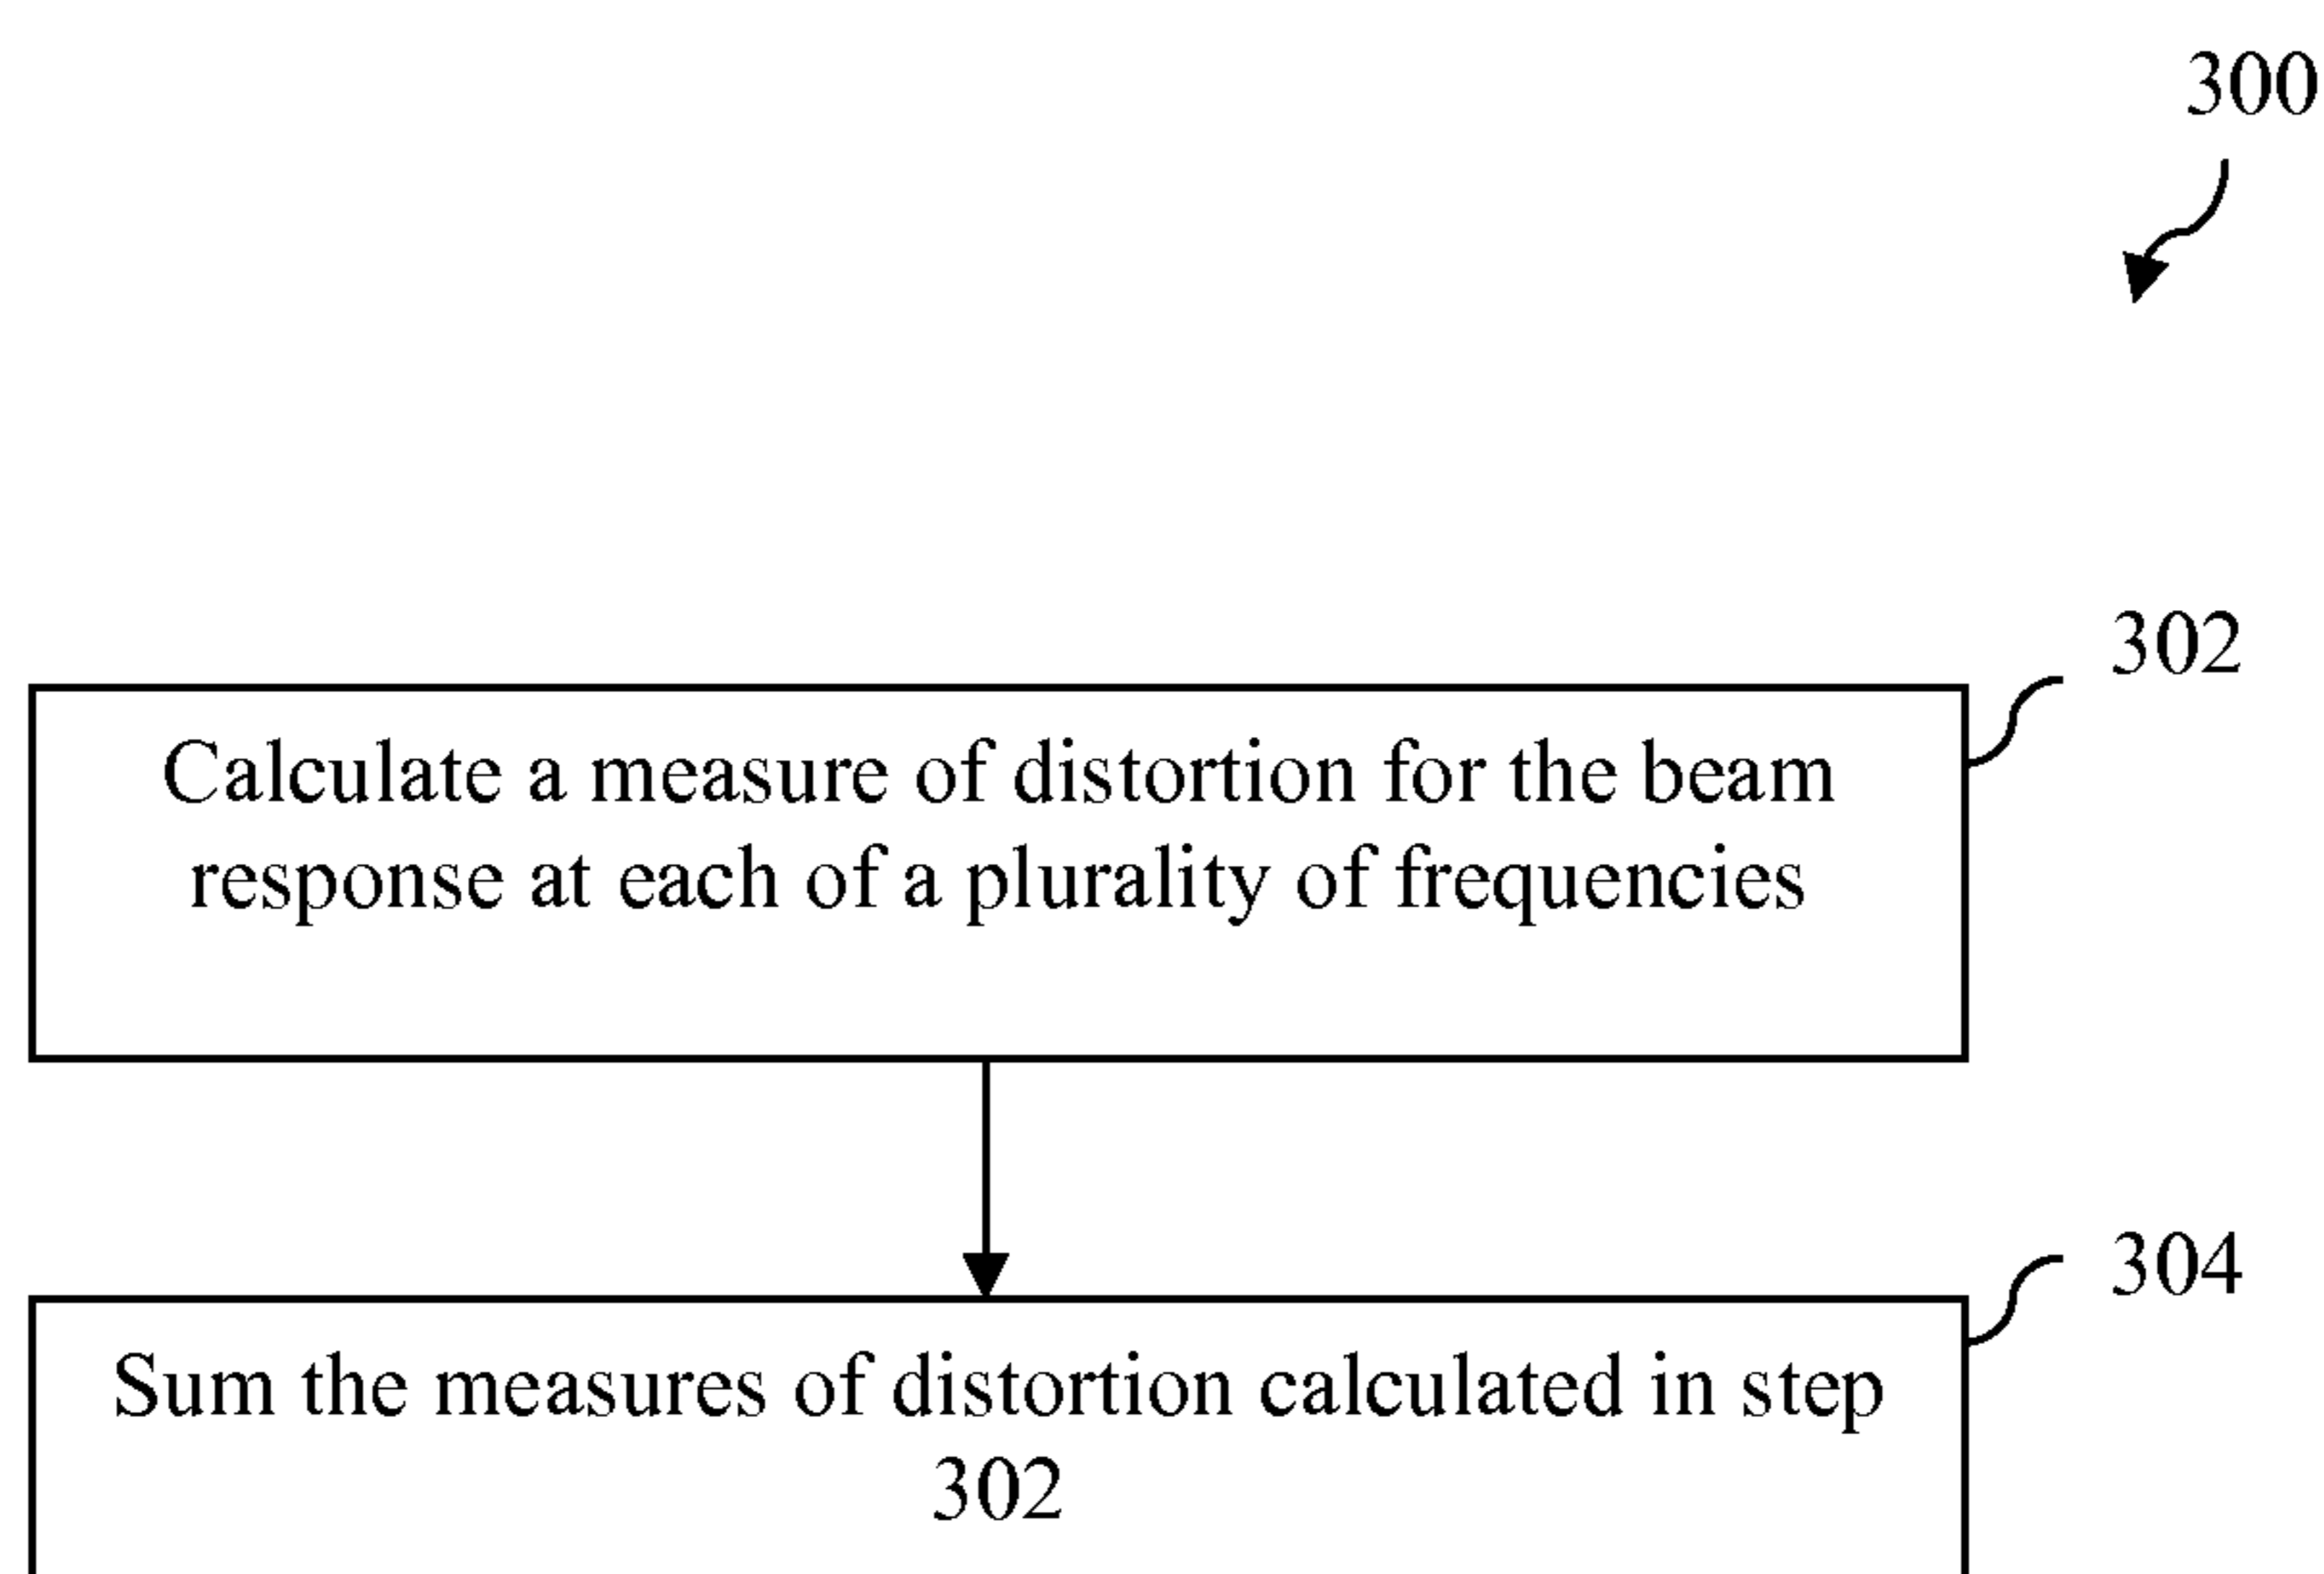 300
302
Calculate a measure of distortion for the beam
response at each of a plurality of frequencies
304
Sum the measures of distortion calculated in step
302